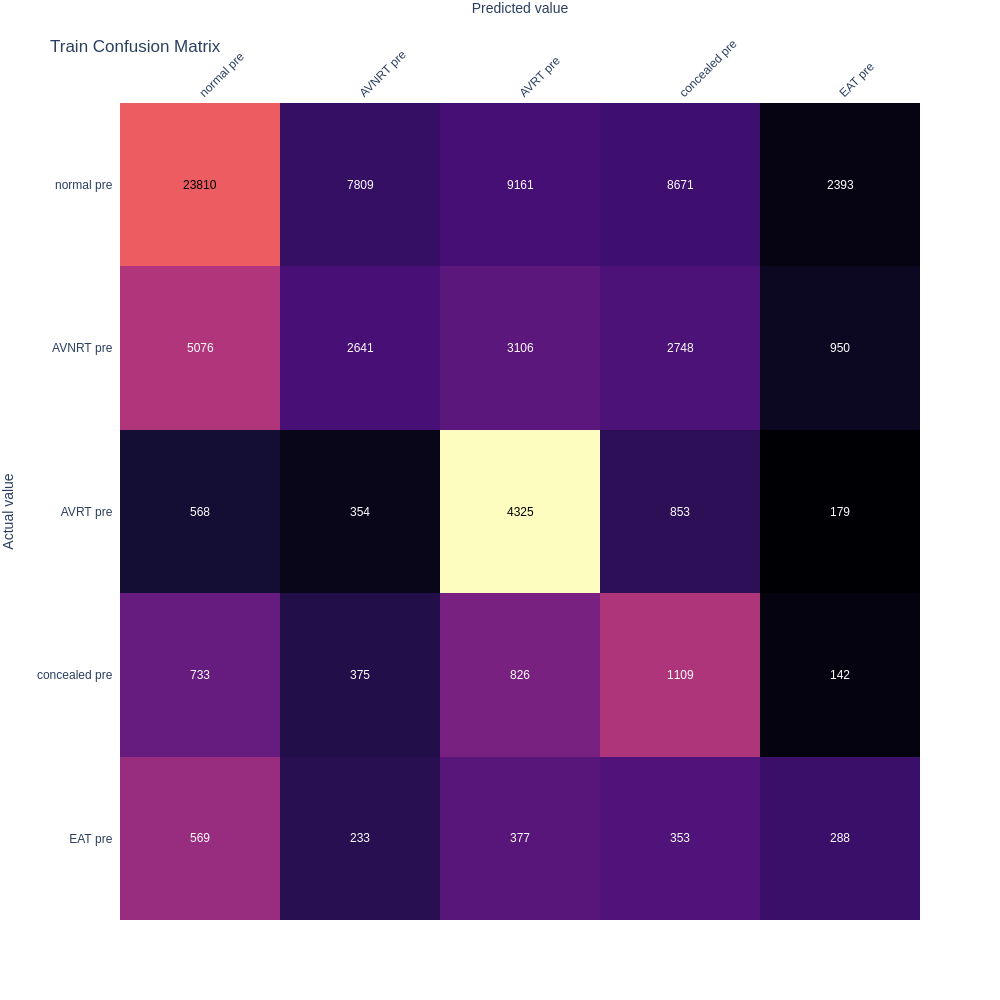 Predicted value
Train Confusion Matrix
normal pre
AVNRT pre
AVRT pre
concealed pre
EAT pre
normal pre 23810 7809 9161 8671 2393
AVNRT pre 5076 2641 3106 2748 950
AVRT pre 568 354 4325 853 179
concealed pre 733 375 826 1109 142
EAT pre 569 233 377 353 288
Actual value